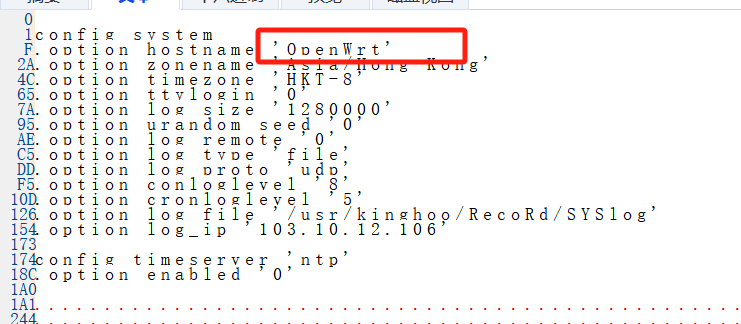 0
1config system
F.option hostname 'OpenWrt'
2A.option zonename 'Asia/Hong Kong'
4C.option timezone 'HKT-8'
65.option ttylogin '0'
7A.option log_size '1280000'
95.option urandom_seed '0'
AE.option log_remote '0'
C5.option log_type 'file'
DD.option log_proto 'udp'
F5.option conloglevel '8'
10D.option cronloglevel '5'
126.option log_file '/usr/kinghoo/RecoRd/SYSlog'
154.option log_ip '103.10.12.106'
173
174config timeserver 'ntp'
18C.option enabled '0'
1A0
1A1. . . . . . . . . . . . . . . . . . . . . . . . . . . . . . . . . . . . . . . . . . . .
244. . . . . . . . . . . . . . . . . . . . . . . . . . . . . . . . . . . . . . . . . . . .